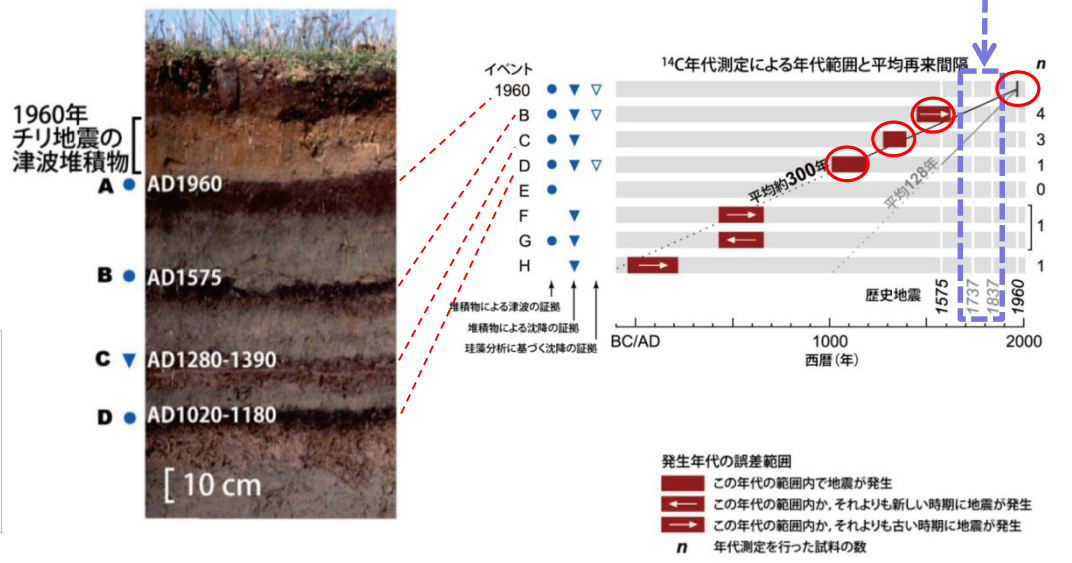 1960年
チリ地震の
津波堆積物
A AD1960
B AD1575
C AD1280-1390
D AD1020-1180
10 cm
イベント
1960
B
C
D
E
F
G
H
堆積物による津波の証拠
堆積物による沈降の証拠
珪藻分析に基づく沈降の証拠
¹⁴C年代測定による年代範囲と平均再来間隔
n
4
3
1
0
1
1
平均約300年
平均128年
歴史地震
1575
1737
1837
1960
BC/AD
1000
2000
西暦(年)
発生年代の誤差範囲
この年代の範囲内で地震が発生
この年代の範囲内か,それよりも新しい時期に地震が発生
この年代の範囲内か,それよりも古い時期に地震が発生
n 年代測定を行った試料の数